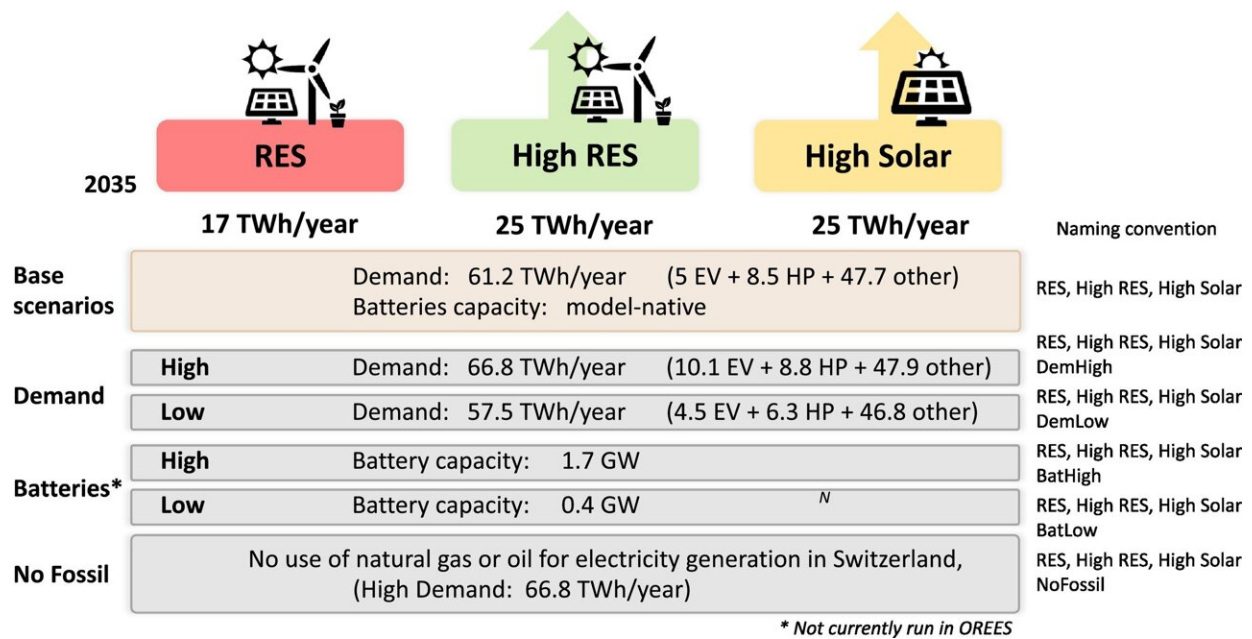 RES
High RES
High Solar
2035
17 TWh/year
25 TWh/year
25 TWh/year
Naming convention
Base
scenarios
Demand: 61.2 TWh/year (5 EV + 8.5 HP + 47.7 other)
Batteries capacity: model-native
RES, High RES, High Solar
Demand
High Demand: 66.8 TWh/year (10.1 EV + 8.8 HP + 47.9 other)
RES, High RES, High Solar
DemHigh
Low Demand: 57.5 TWh/year (4.5 EV + 6.3 HP + 46.8 other)
RES, High RES, High Solar
DemLow
Batteries*
High Battery capacity: 1.7 GW
RES, High RES, High Solar
BatHigh
Low Battery capacity: 0.4 GW N
RES, High RES, High Solar
BatLow
No Fossil
No use of natural gas or oil for electricity generation in Switzerland,
(High Demand: 66.8 TWh/year)
RES, High RES, High Solar
NoFossil
* Not currently run in OREES